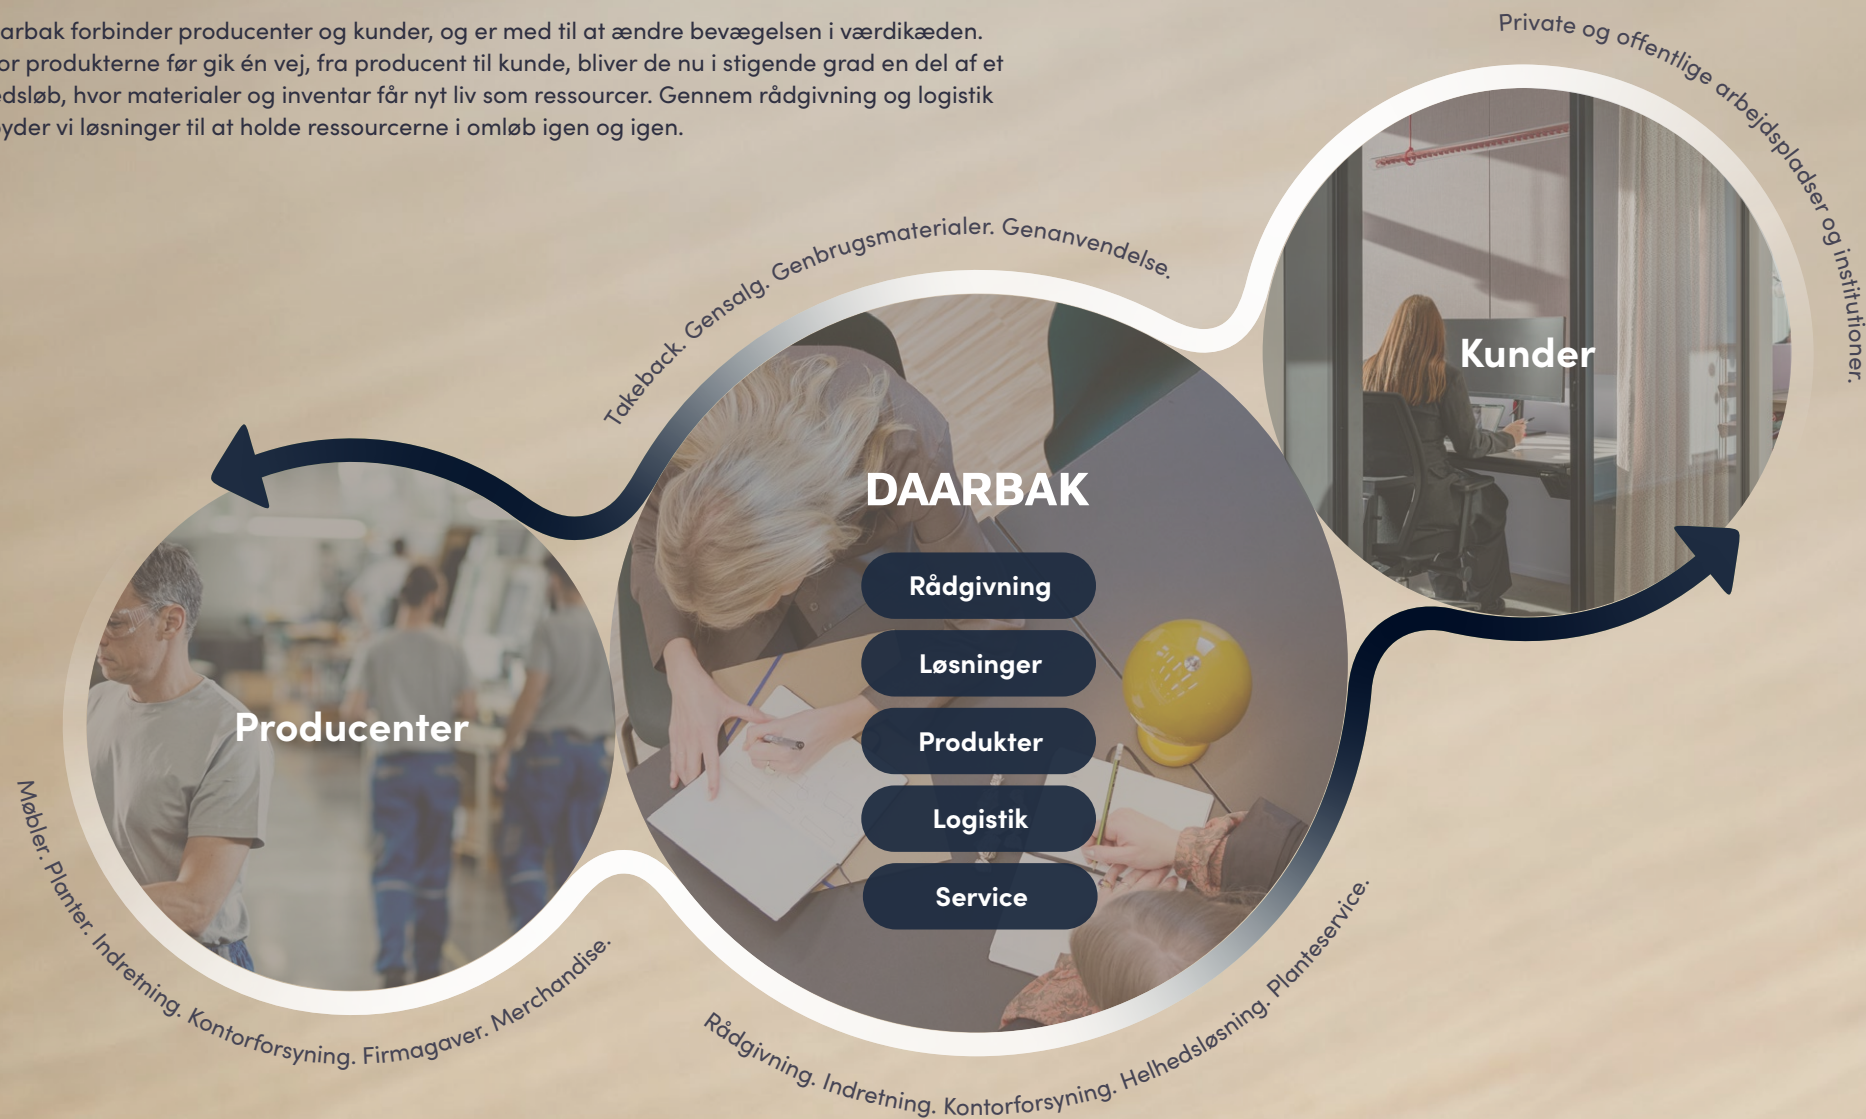 arbak forbinder producenter og kunder, og er med til at ændre bevægelsen i værdikæden.
or produkterne før gik én vej, fra producent til kunde, bliver de nu i stigende grad en del af et
edsløb, hvor materialer og inventar får nyt liv som ressourcer. Gennem rådgivning og logistik
yder vi løsninger til at holde ressourcerne i omløb igen og igen.
Private og offentlige arbejdspladser og institutioner.
Takeback. Gensalg. Genbrugsmaterialer. Genanvendelse.
Kunder
DAARBAK
Rådgivning
Løsninger
Produkter
Logistik
Service
Producenter
Møbler. Planter. Indretning. Kontorforsyning. Firmagaver. Merchandise.
Rådgivning. Indretning. Kontorforsyning. Helhedsløsning. Planteservice.